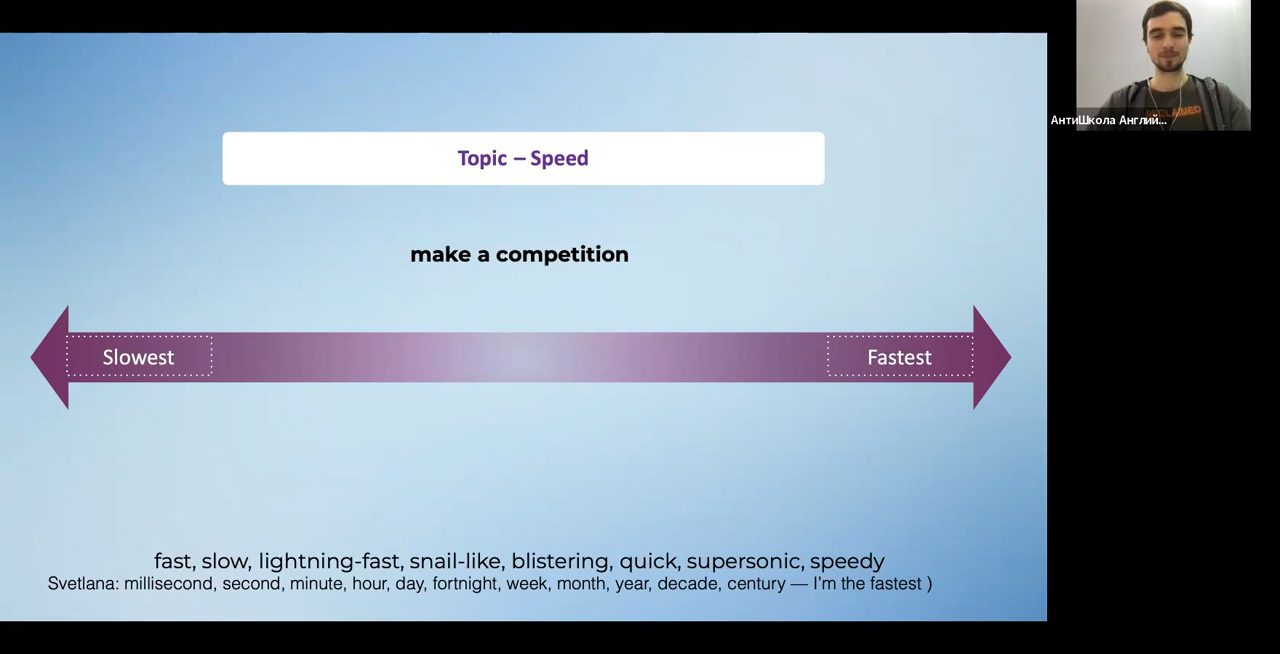 Topic – Speed
make a competition
Slowest
Fastest
fast, slow, lightning-fast, snail-like, blistering, quick, supersonic, speedy
Svetlana: millisecond, second, minute, hour, day, fortnight, week, month, year, decade, century — I'm the fastest )
АнтиШкола Англий...